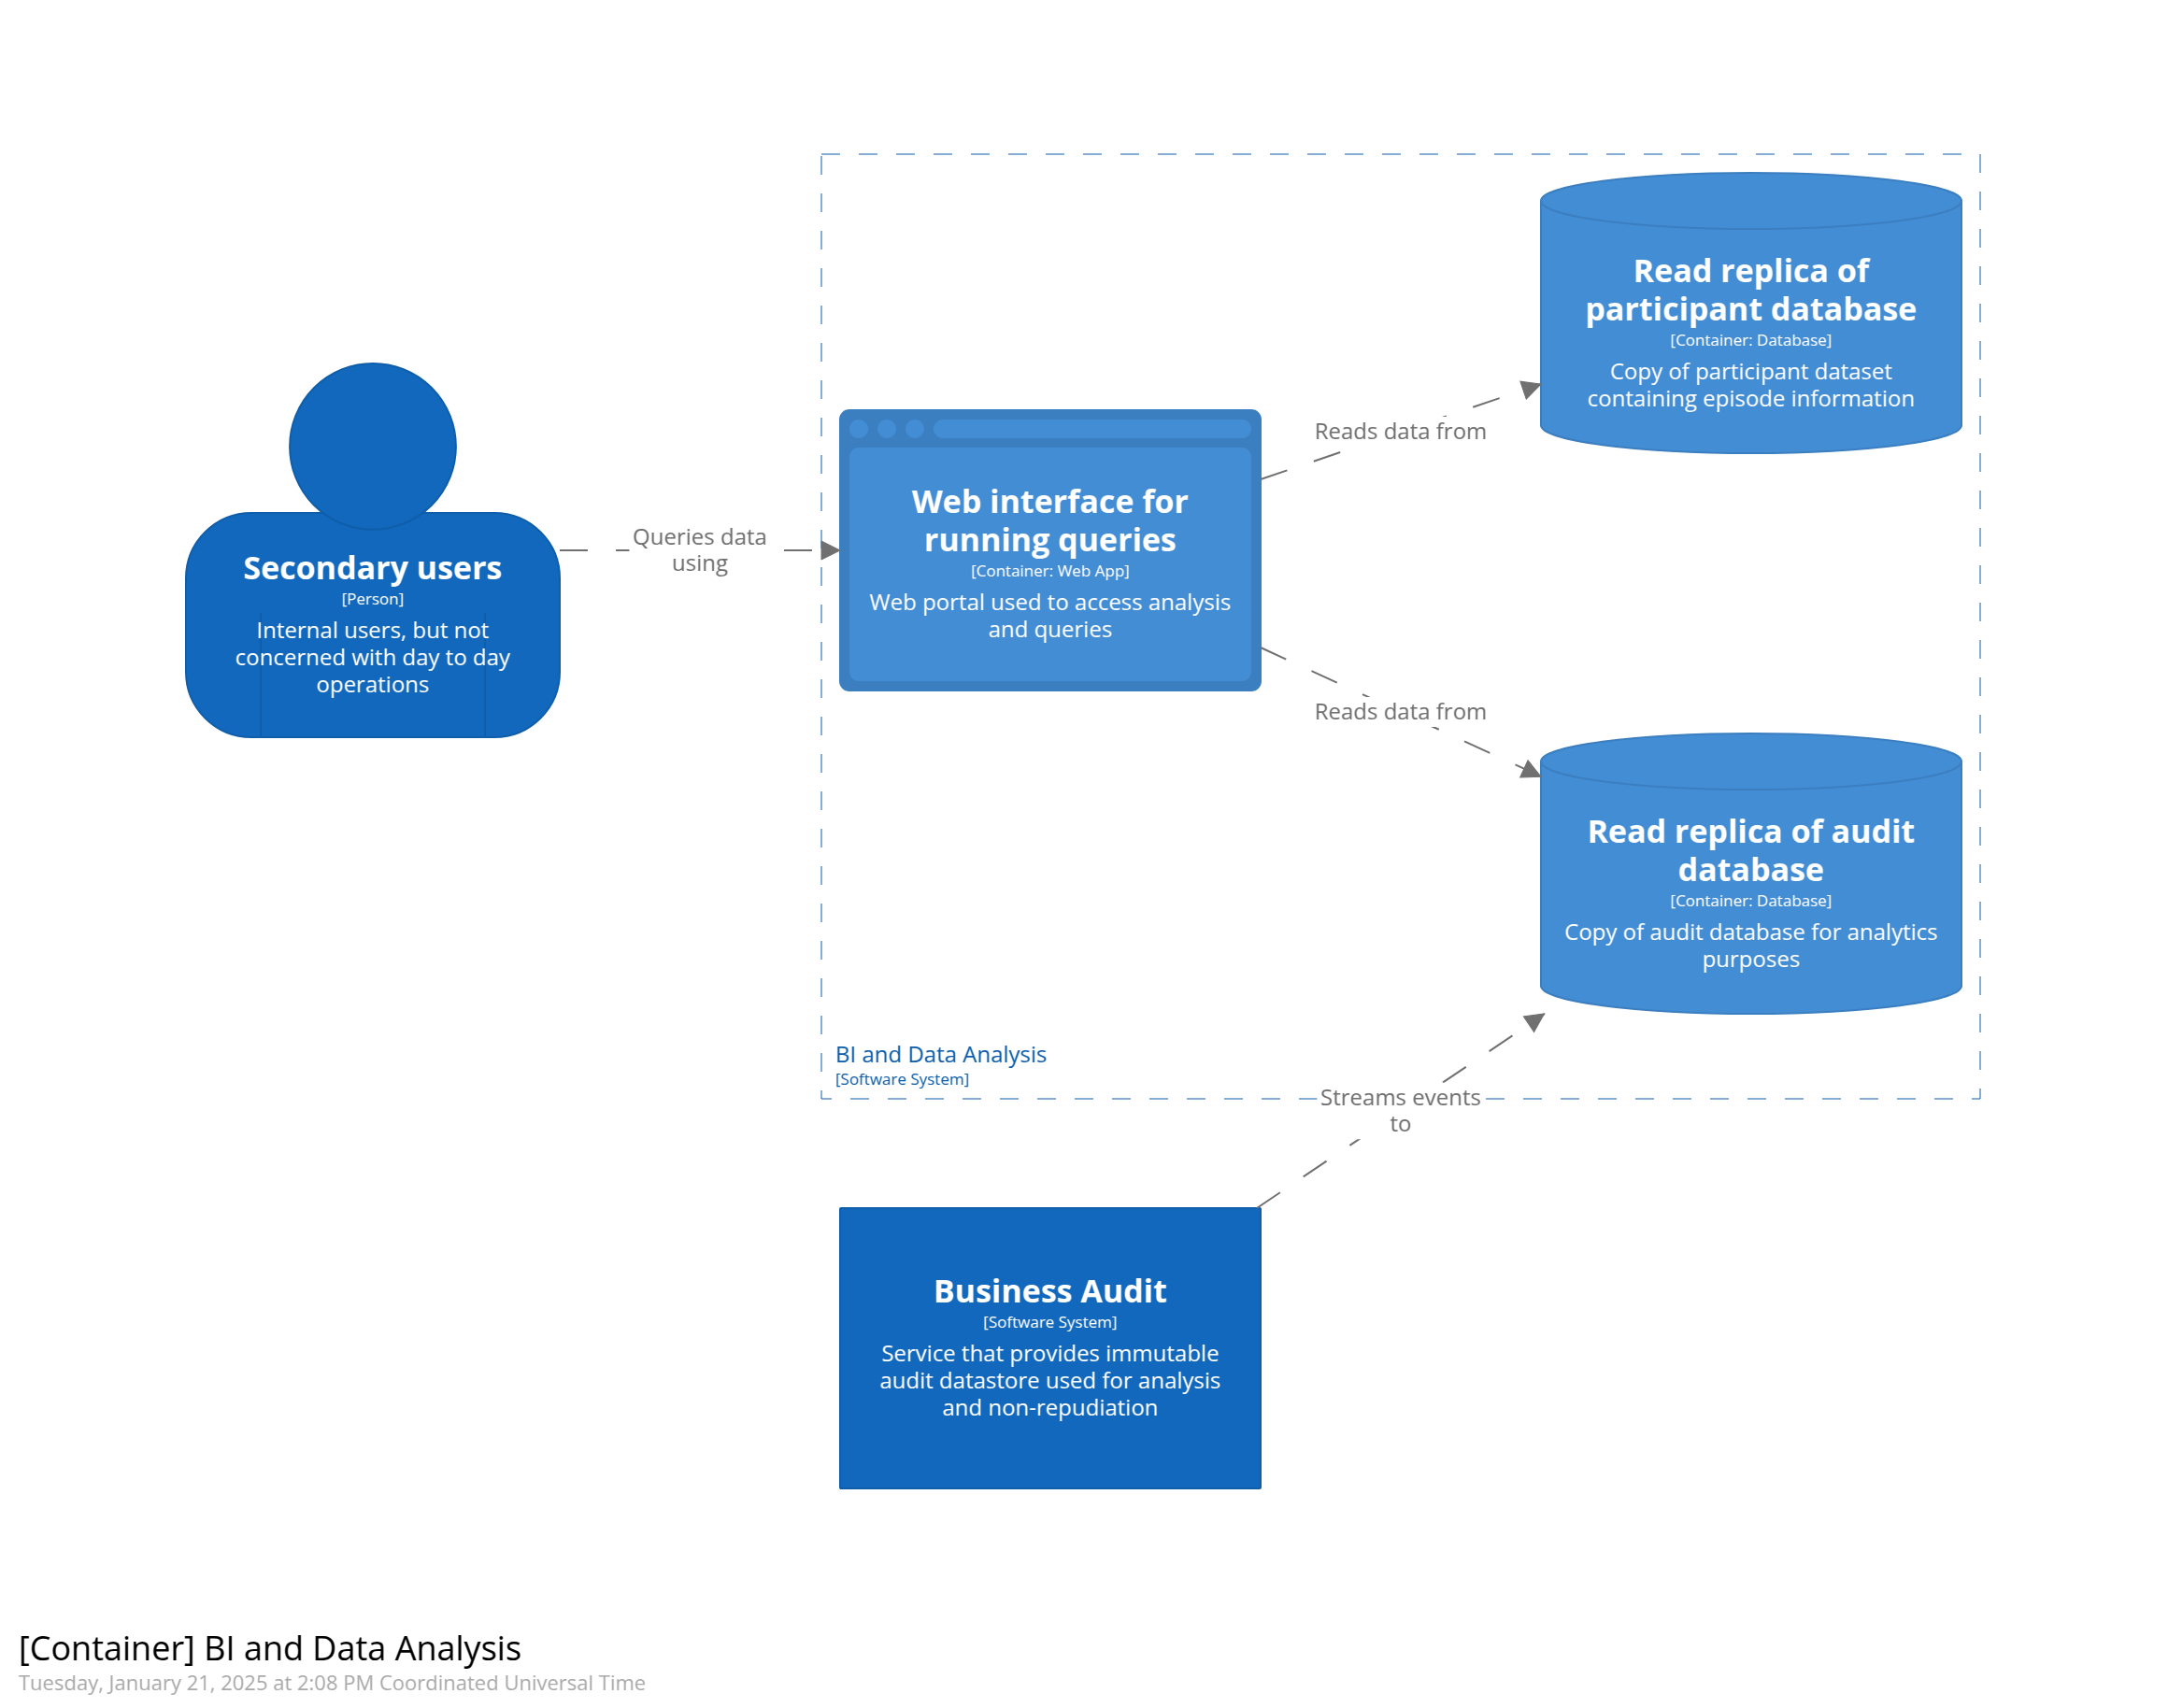 Read replica of
participant database
[Container: Database]
Copy of participant dataset
containing episode information
Reads data from
Web interface for
running queries
[Container: Web App]
Web portal used to access analysis
and queries
Queries data
using
Secondary users
[Person]
Internal users, but not
concerned with day to day
operations
Reads data from
Read replica of audit
database
[Container: Database]
Copy of audit database for analytics
purposes
BI and Data Analysis
[Software System]
Streams events
to
Business Audit
[Software System]
Service that provides immutable
audit datastore used for analysis
and non-repudiation
[Container] BI and Data Analysis
Tuesday, January 21, 2025 at 2:08 PM Coordinated Universal Time